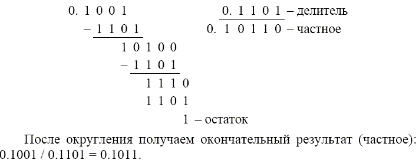 0. 1 0 0 1 0. 1 1 0 1 – делитель
– 1 1 0 1 0. 1 0 1 1 0 – частное
1 0 1 0 0
– 1 1 0 1
1 1 1 0
1 1 0 1
1 – остаток
После округления получаем окончательный результат (частное):
0.1001 / 0.1101 = 0.1011.